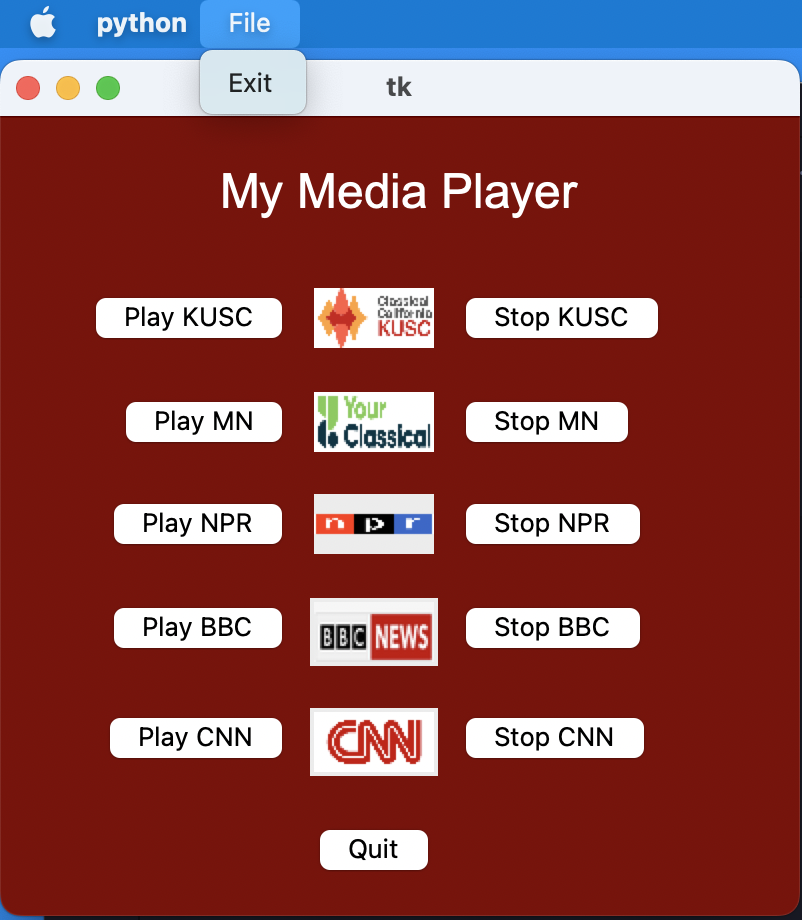 python File
Exit
tk
My Media Player
Play KUSC
Classical
California
KUSC
Stop KUSC
Play MN
Your
Classical
Stop MN
Play NPR
n p r
Stop NPR
Play BBC
BBC NEWS
Stop BBC
Play CNN
CNN
Stop CNN
Quit